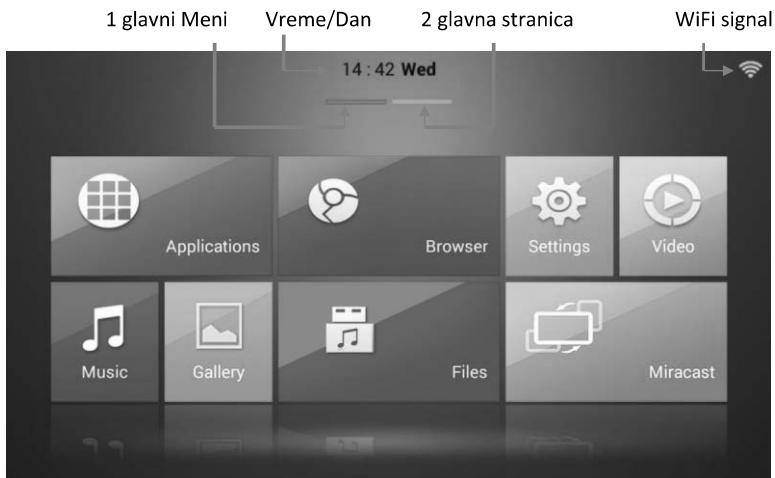 1 glavni Meni Vreme/Dan 2 glavna stranica WiFi signal
14 : 42 Wed
Applications Browser Settings Video
Music Gallery Files Miracast